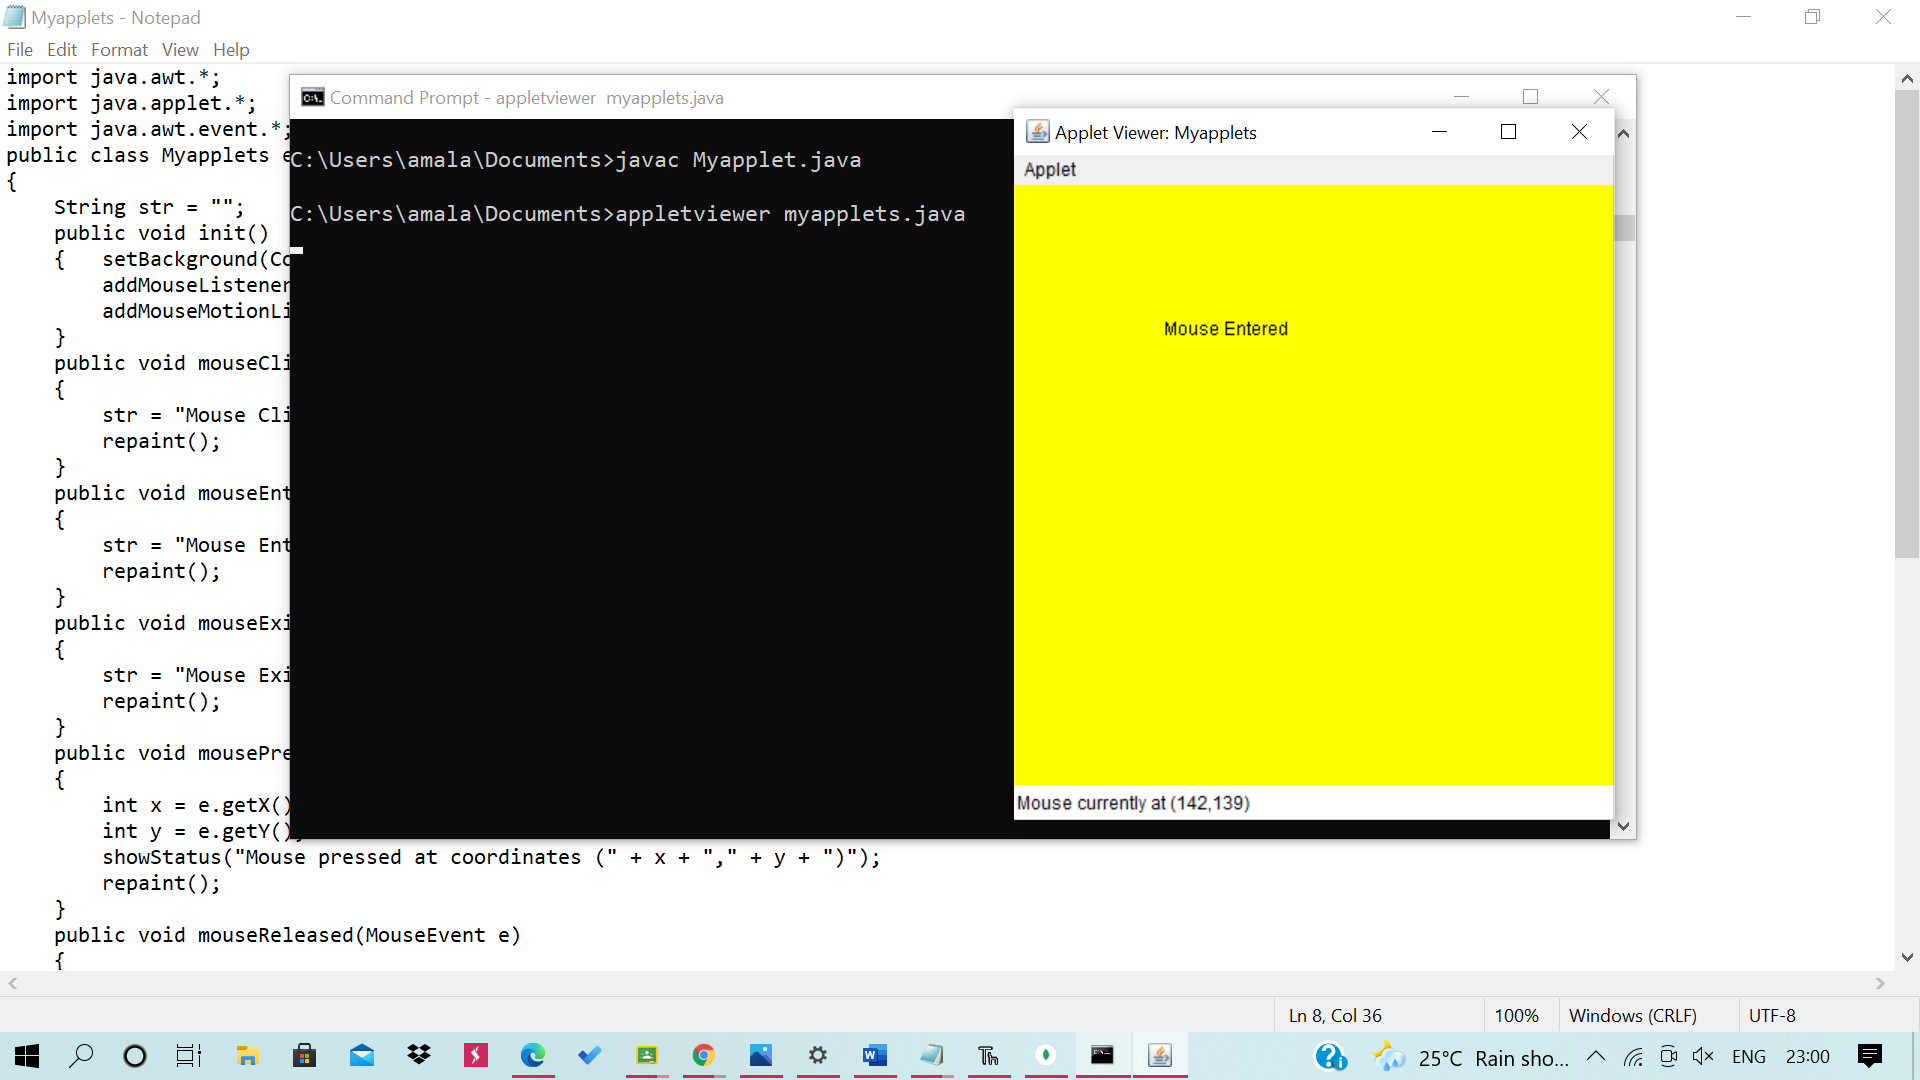 Myapplets - Notepad
File Edit Format View Help
import java.awt.*;
import java.applet.*;
import java.awt.event.*;
public class Myapplets e
{
String str = "";
public void init()
{ setBackground(Co
addMouseListener
addMouseMotionLi
}
public void mouseCli
{
str = "Mouse Cli
repaint();
}
public void mouseEnt
{
str = "Mouse Ent
repaint();
}
public void mouseExi
{
str = "Mouse Exi
repaint();
}
public void mousePre
{
int x = e.getX()
int y = e.getY();
showStatus("Mouse pressed at coordinates (" + x + "," + y + ")");
repaint();
}
public void mouseReleased(MouseEvent e)
{
Command Prompt - appletviewer myapplets.java
C:\Users\amala\Documents>javac Myapplet.java
C:\Users\amala\Documents>appletviewer myapplets.java
Applet Viewer: Myapplets
Applet
Mouse Entered
Mouse currently at (142,139)
Ln 8, Col 36 100% Windows (CRLF) UTF-8
25°C Rain sho... ENG 23:00